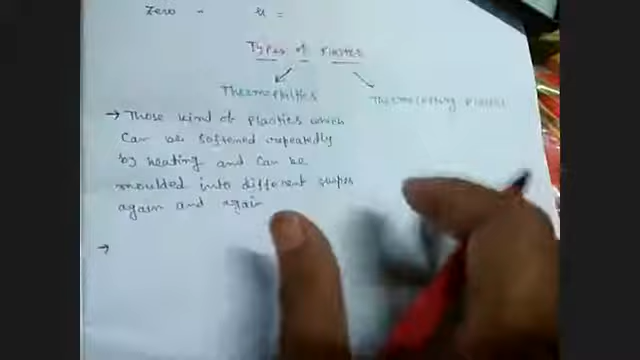 Zero - u =
Types of Plastics
Thermoplastics Thermosetting Plastics
→ Those kind of plastics which
can be softened repeatedly
by heating and can be
moulded into different shapes
again and again
→